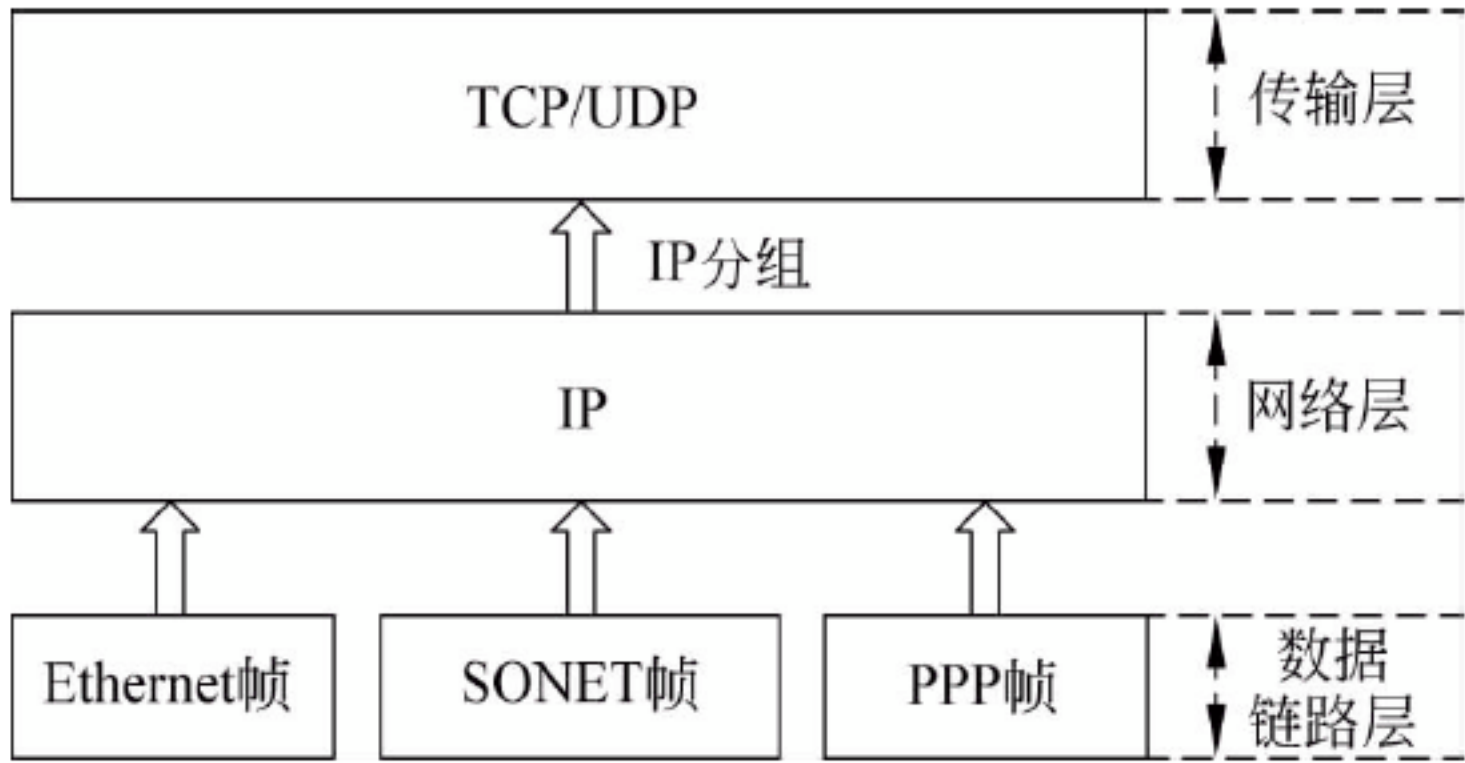 TCP/UDP
传输层
IP分组
IP
网络层
Ethernet帧
SONET帧
PPP帧
数据
链路层